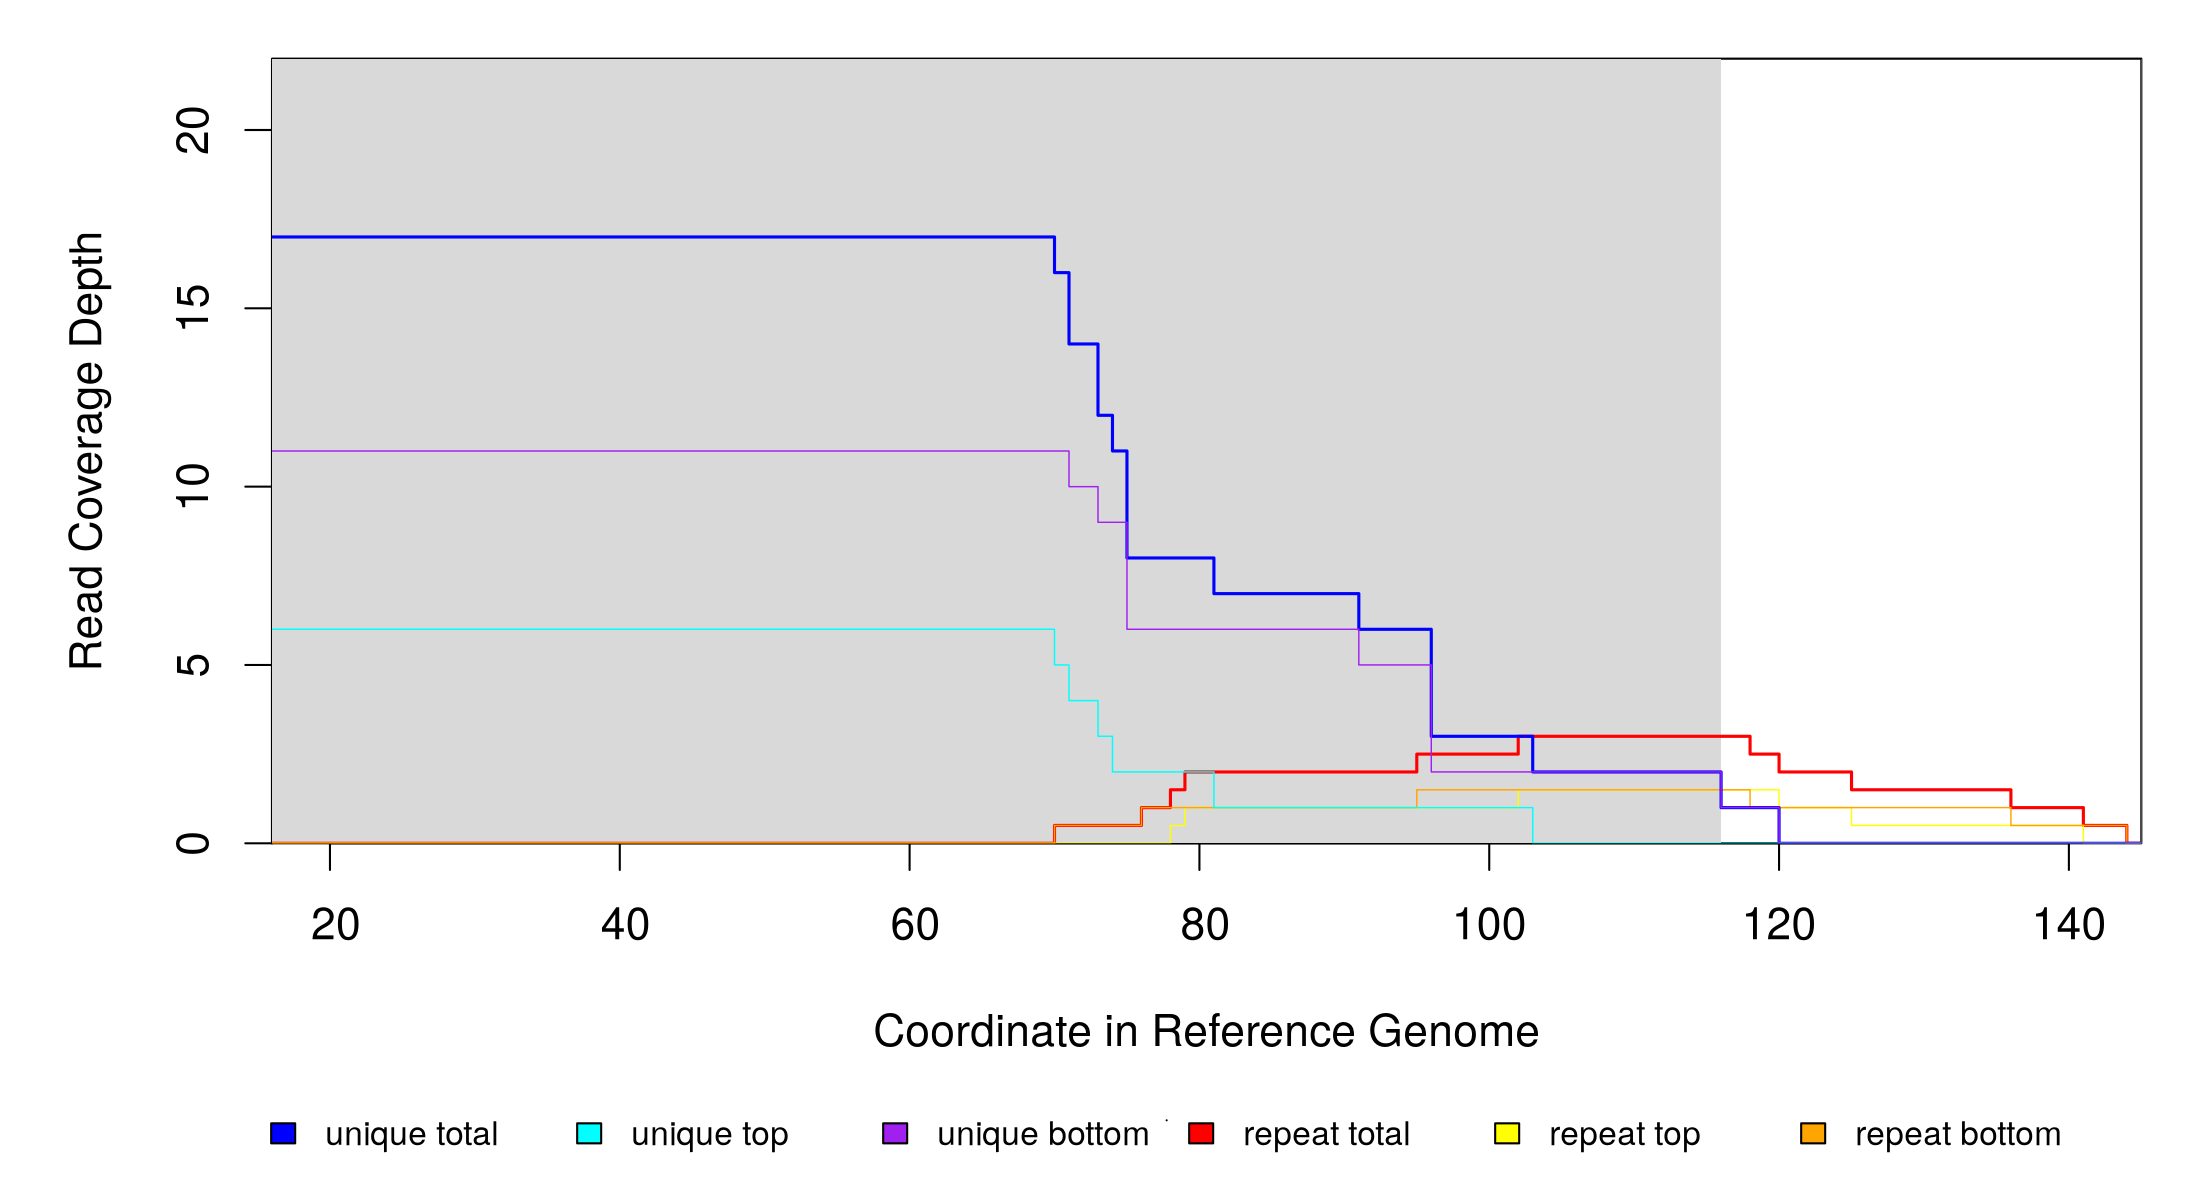 Read Coverage Depth
20
15
10
5
0
20 40 60 80 100 120 140
Coordinate in Reference Genome
unique total unique top unique bottom repeat total repeat top repeat bottom